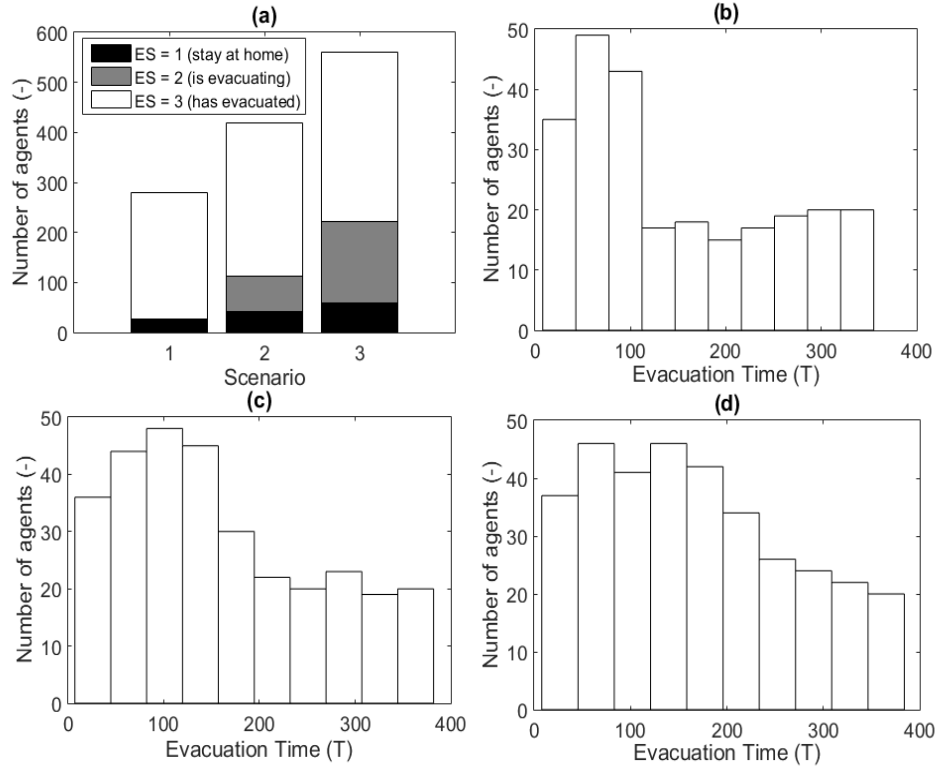 (a)
600
500
400
300
200
100
0
Number of agents (-)
ES = 1 (stay at home)
ES = 2 (is evacuating)
ES = 3 (has evacuated)
1 2 3
Scenario
(b)
50
40
30
20
10
0
Number of agents (-)
0 100 200 300 400
Evacuation Time (T)
(c)
50
40
30
20
10
0
Number of agents (-)
0 100 200 300 400
Evacuation Time (T)
(d)
50
40
30
20
10
0
Number of agents (-)
0 100 200 300 400
Evacuation Time (T)